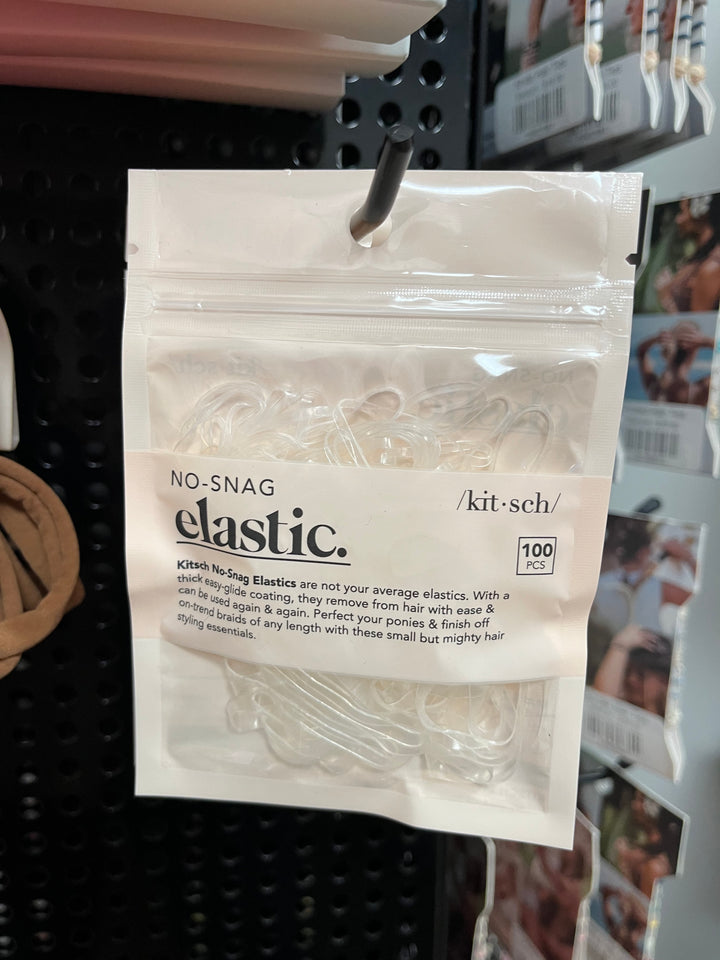 NO-SNAG
elastic.
/kit·sch/
100
PCS
Kitsch No-Snag Elastics are not your average elastics. With a
thick easy-glide coating, they remove from hair with ease &
can be used again & again. Perfect your ponies & finish off
on-trend braids of any length with these small but mighty hair
styling essentials.